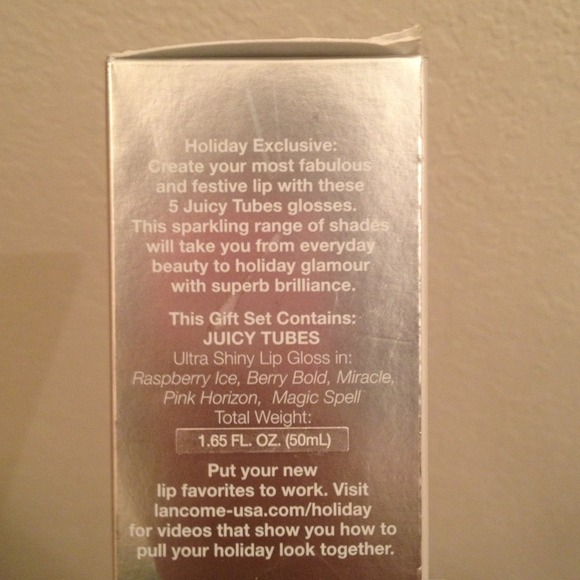 Holiday Exclusive:
Create your most fabulous
and festive lip with these
5 Juicy Tubes glosses.
This sparkling range of shades
will take you from everyday
beauty to holiday glamour
with superb brilliance.
This Gift Set Contains:
JUICY TUBES
Ultra Shiny Lip Gloss in:
Raspberry Ice, Berry Bold, Miracle,
Pink Horizon, Magic Spell
Total Weight:
1.65 FL. OZ. (50mL)
Put your new
lip favorites to work. Visit
lancome-usa.com/holiday
for videos that show you how to
pull your holiday look together.